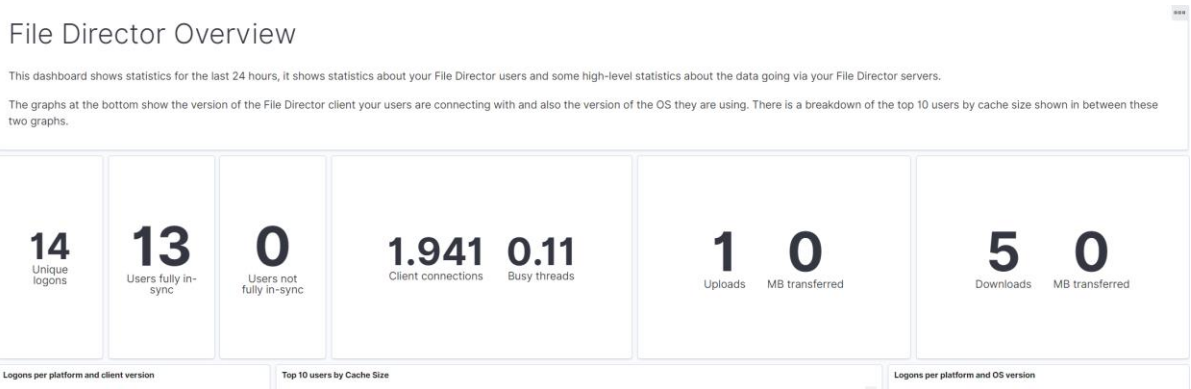 File Director Overview
This dashboard shows statistics for the last 24 hours, it shows statistics about your File Director users and some high-level statistics about the data going via your File Director servers.
The graphs at the bottom show the version of the File Director client your users are connecting with and also the version of the OS they are using. There is a breakdown of the top 10 users by cache size shown in between these
two graphs.
14
Unique
logons
13
Users fully in-
sync
0
Users not
fully in-sync
1.941
Client connections
0.11
Busy threads
1
Uploads
0
MB transferred
5
Downloads
0
MB transferred
Logons per platform and client version
Top 10 users by Cache Size
Logons per platform and OS version